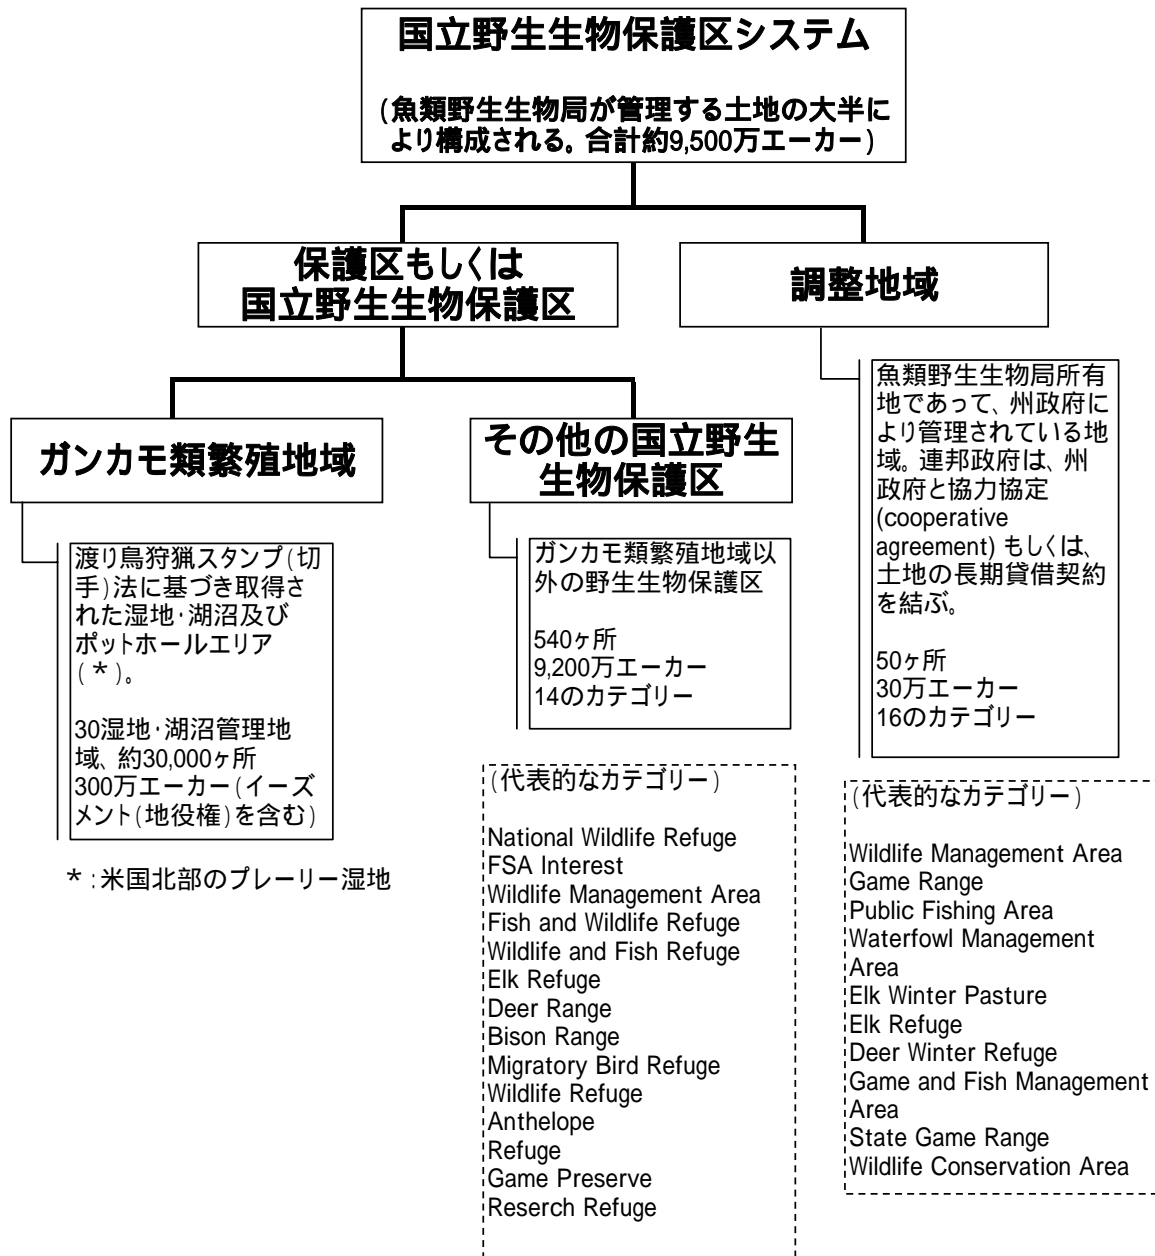 国立野生生物保護区システム
(魚類野生生物局が管理する土地の大半に
より構成される。合計約9,500万エーカー)
保護区もしくは
国立野生生物保護区
調整地域
ガンカモ類繁殖地域
その他の国立野生
生物保護区
渡り鳥狩猟スタンプ(切
手)法に基づき取得さ
れた湿地・湖沼及び
ポットホールエリア
(*)。
30湿地・湖沼管理地
域、約30,000ヶ所
300万エーカー(イーズ
メント(地役権)を含む)
*:米国北部のプレーリー湿地
ガンカモ類繁殖地域以
外の野生生物保護区
540ヶ所
9,200万エーカー
14のカテゴリー
(代表的なカテゴリー)
National Wildlife Refuge
FSA Interest
Wildlife Management Area
Fish and Wildlife Refuge
Wildlife and Fish Refuge
Elk Refuge
Deer Range
Bison Range
Migratory Bird Refuge
Wildlife Refuge
Anthelope
Refuge
Game Preserve
Reserch Refuge
魚類野生生物局所有
地であって、州政府に
より管理されている地
域。連邦政府は、州
政府と協力協定
(cooperative
agreement) もしくは、
土地の長期貸借契約
を結ぶ。
50ヶ所
30万エーカー
16のカテゴリー
(代表的なカテゴリー)
Wildlife Management Area
Game Range
Public Fishing Area
Waterfowl Management
Area
Elk Winter Pasture
Elk Refuge
Deer Winter Refuge
Game and Fish Management
Area
State Game Range
Wildlife Conservation Area